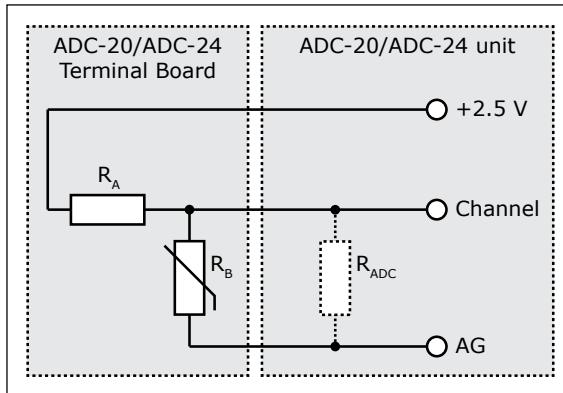 ADC-20/ADC-24
Terminal Board
ADC-20/ADC-24 unit
+2.5 V
RA
Channel
RB
RADC
AG